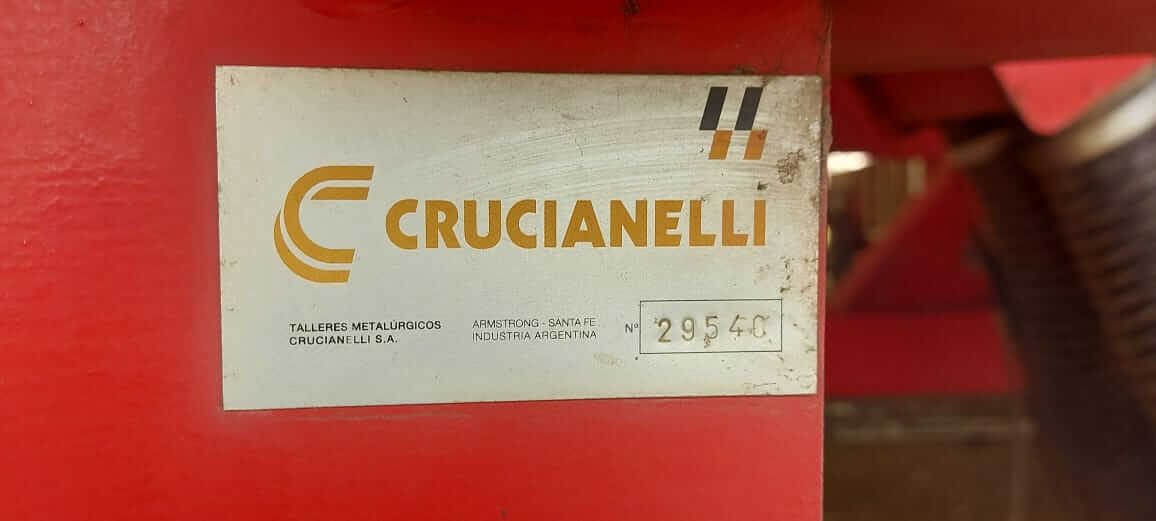 CRUCIANELLI
TALLERES METALÚRGICOS
CRUCIANELLI S.A.
ARMSTRONG - SANTA FE
INDUSTRIA ARGENTINA
Nº 29540